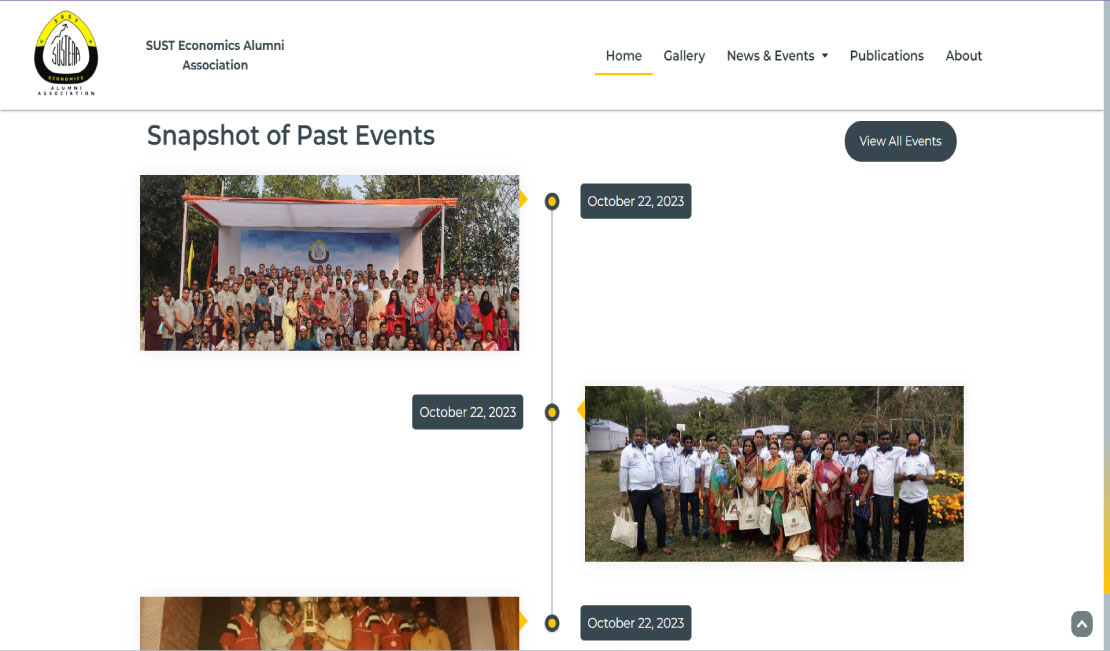 SUST
SUSTEAA
ECONOMICS
ALUMNI
ASSOCIATION
SUST Economics Alumni
Association
Home
Gallery
News & Events
Publications
About
Snapshot of Past Events
View All Events
October 22, 2023
October 22, 2023
October 22, 2023